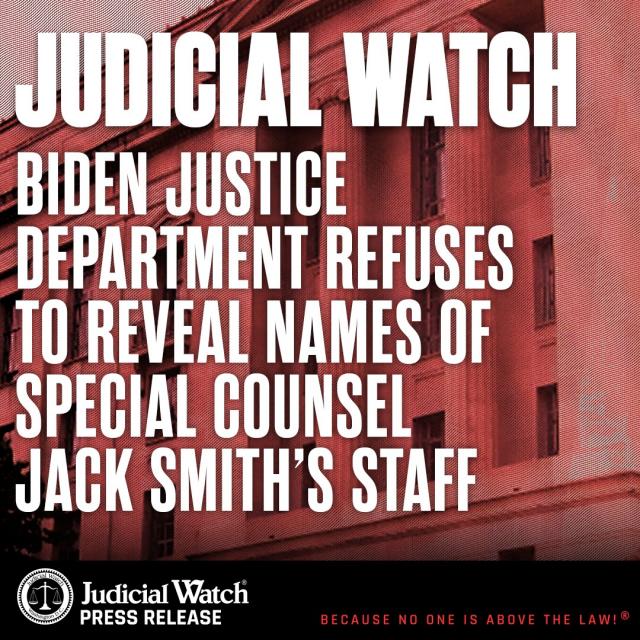 JUDICIAL WATCH
BIDEN JUSTICE
DEPARTMENT REFUSES
TO REVEAL NAMES OF
SPECIAL COUNSEL
JACK SMITH'S STAFF
Judicial Watch®
PRESS RELEASE
BECAUSE NO ONE IS ABOVE THE LAW!®